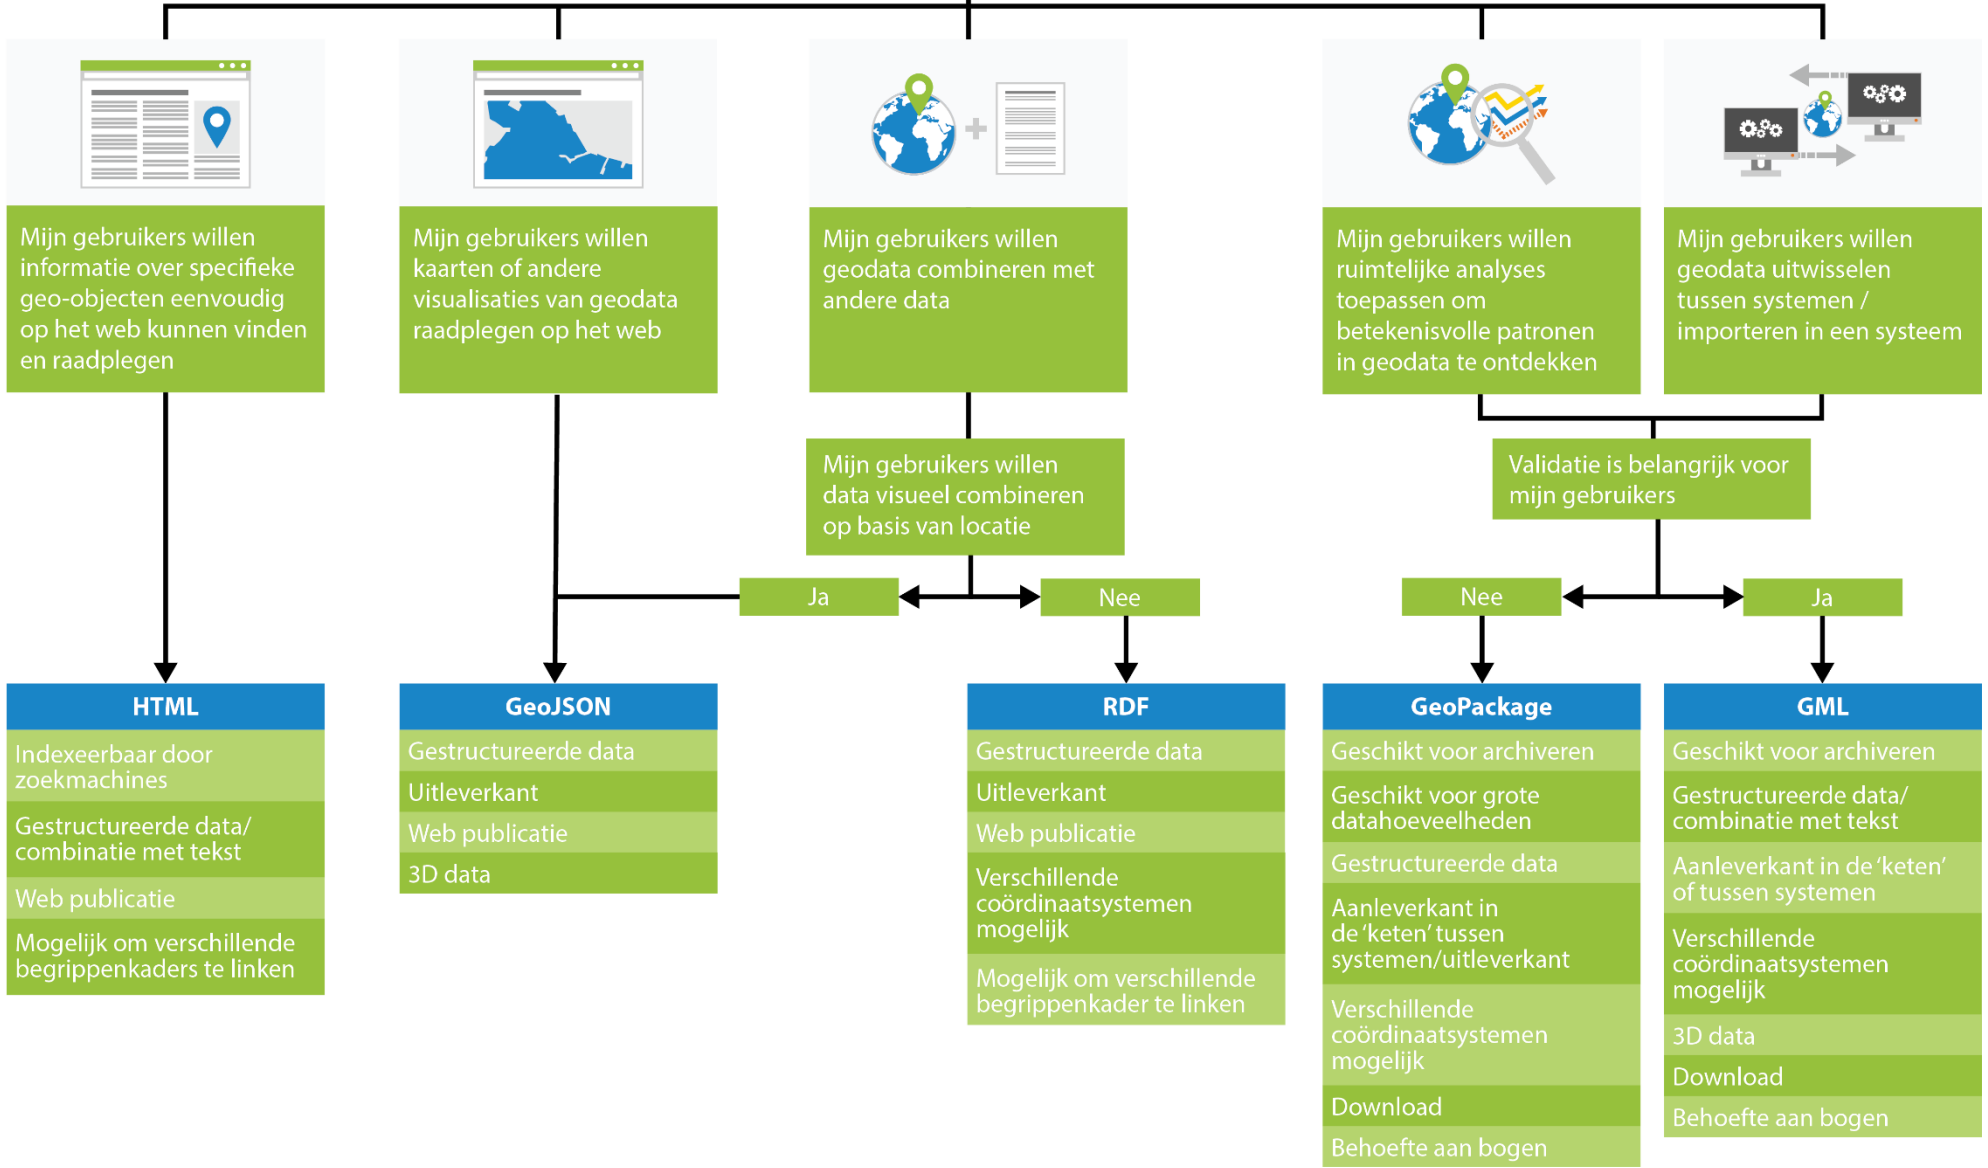 Mijn gebruikers willen
informatie over specifieke
geo-objecten eenvoudig
op het web kunnen vinden
en raadplegen
Mijn gebruikers willen
kaarten of andere
visualisaties van geodata
raadplegen op het web
Mijn gebruikers willen
geodata combineren met
andere data
Mijn gebruikers willen
ruimtelijke analyses
toepassen om
betekenisvolle patronen
in geodata te ontdekken
Mijn gebruikers willen
geodata uitwisselen
tussen systemen /
importeren in een systeem
Mijn gebruikers willen
data visueel combineren
op basis van locatie
Validatie is belangrijk voor
mijn gebruikers
Ja
Nee
Nee
Ja
HTML
Indexeerbaar door
zoekmachines
Gestructureerde data/
combinatie met tekst
Web publicatie
Mogelijk om verschillende
begrippenkaders te linken
GeoJSON
Gestructureerde data
Uitleverkant
Web publicatie
3D data
RDF
Gestructureerde data
Uitleverkant
Web publicatie
Verschillende
coördinaatsystemen
mogelijk
Mogelijk om verschillende
begrippenkader te linken
GeoPackage
Geschikt voor archiveren
Geschikt voor grote
datahoeveelheden
Gestructureerde data
Aanleverkant in
de ‘keten’ tussen
systemen/uitleverkant
Verschillende
coördinaatsystemen
mogelijk
Download
Behoefte aan bogen
GML
Geschikt voor archiveren
Gestructureerde data/
combinatie met tekst
Aanleverkant in de ‘keten’
of tussen systemen
Verschillende
coördinaatsystemen
mogelijk
3D data
Download
Behoefte aan bogen